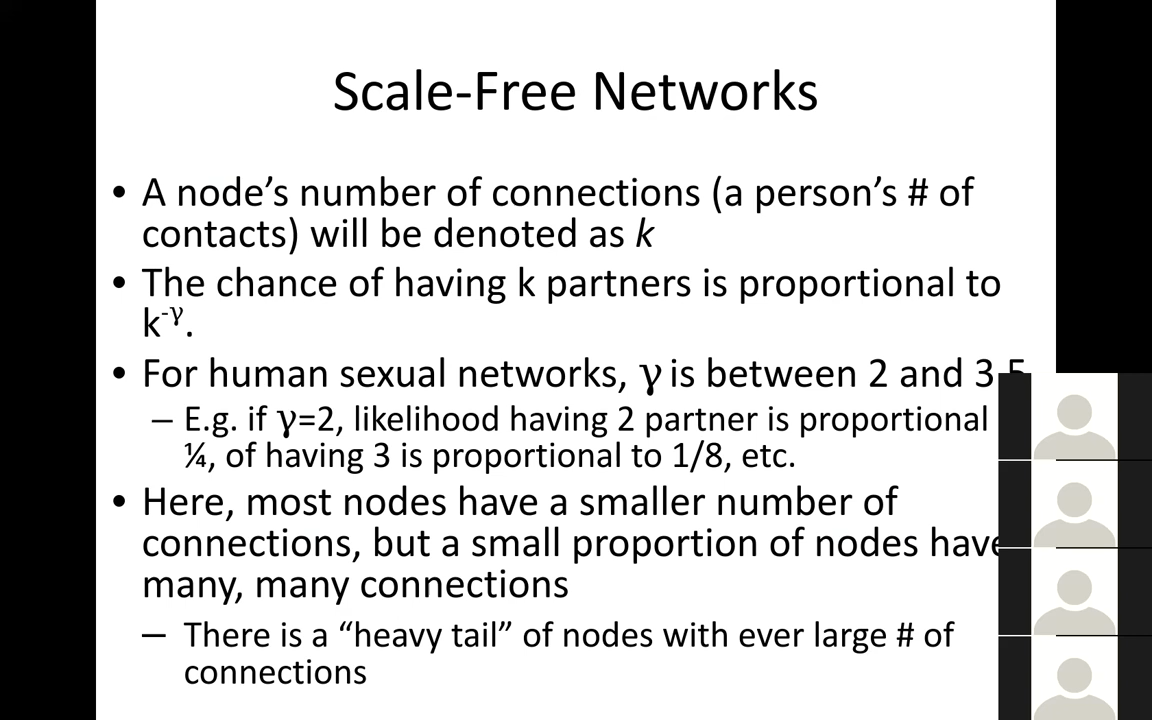 Scale-Free Networks
• A node’s number of connections (a person’s # of
contacts) will be denoted as k
• The chance of having k partners is proportional to
k^-γ.
• For human sexual networks, γ is between 2 and 3.5
– E.g. if γ=2, likelihood having 2 partner is proportional
¼, of having 3 is proportional to 1/8, etc.
• Here, most nodes have a smaller number of
connections, but a small proportion of nodes have
many, many connections
– There is a “heavy tail” of nodes with ever large # of
connections